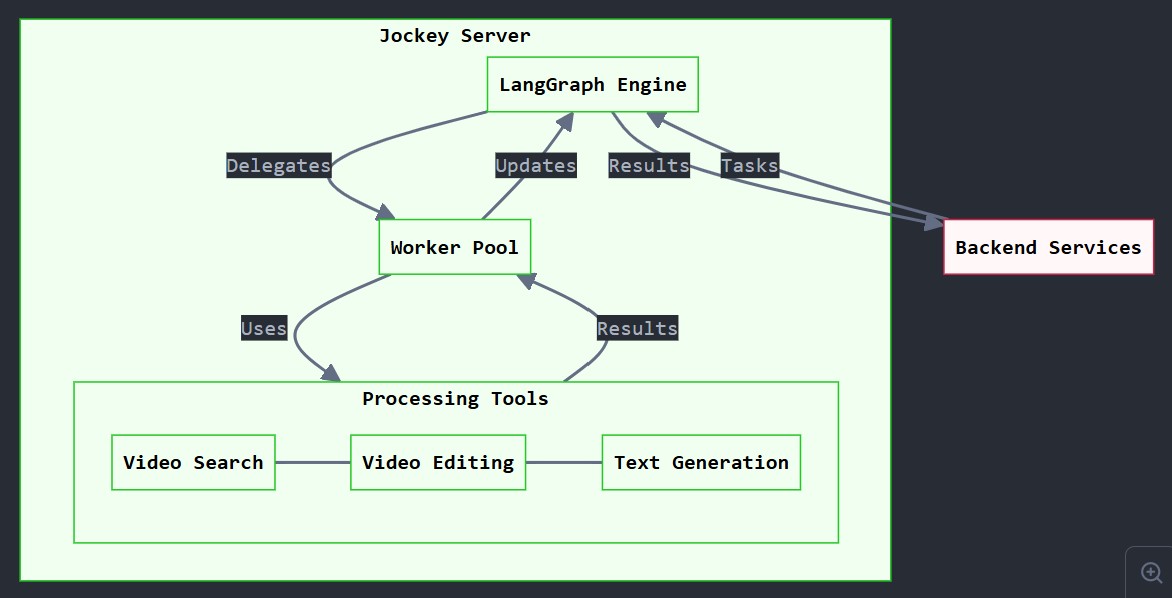 Jockey Server
LangGraph Engine
Delegates
Updates
Results
Tasks
Worker Pool
Backend Services
Uses
Results
Processing Tools
Video Search
Video Editing
Text Generation